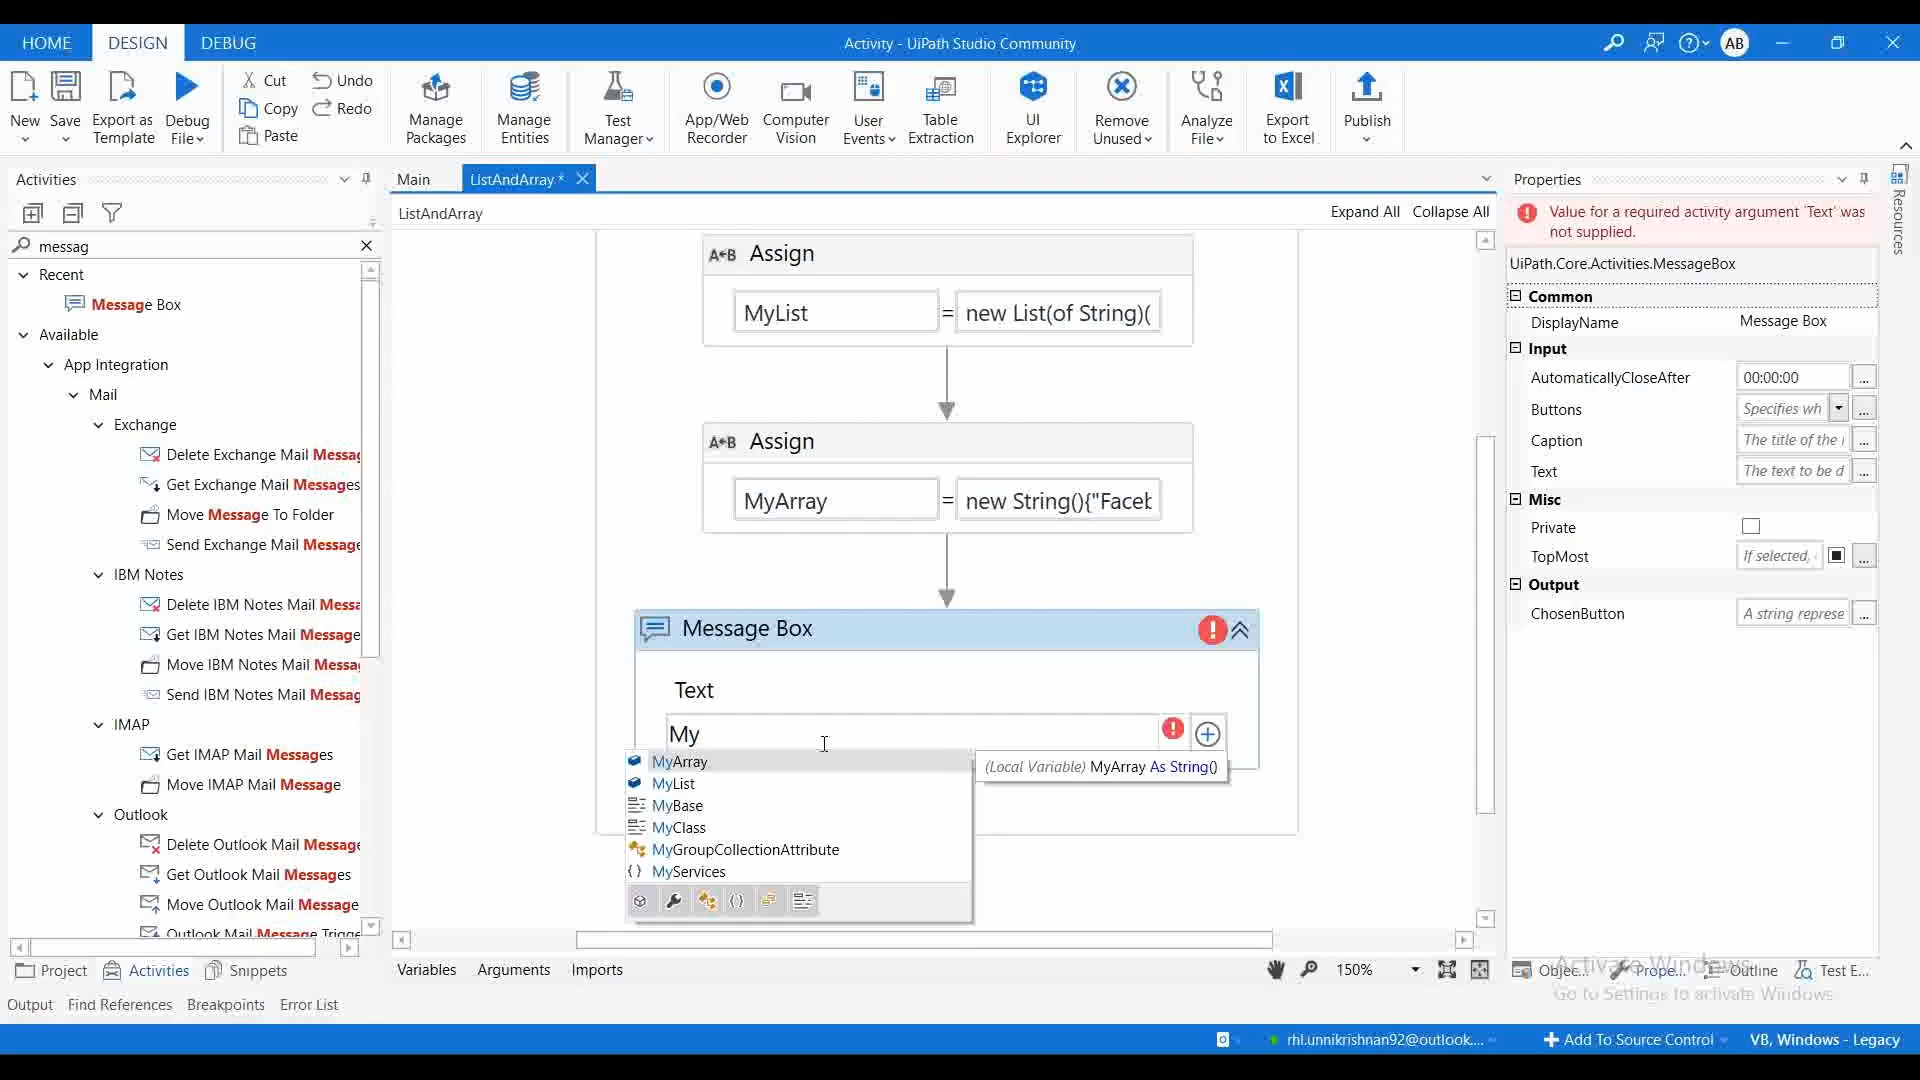 HOME DESIGN DEBUG
Activity - UiPath Studio Community
AB
New
Save
Export as Template
Debug File
Cut
Copy
Paste
Undo
Redo
Manage Packages
Manage Entities
Test Manager
App/Web Recorder
Computer Vision
User Events
Table Extraction
UI Explorer
Remove Unused
Analyze File
Export to Excel
Publish
Activities
messag
Recent
Message Box
Available
App Integration
Mail
Exchange
Delete Exchange Mail Messag
Get Exchange Mail Messages
Move Message To Folder
Send Exchange Mail Message
IBM Notes
Delete IBM Notes Mail Messa
Get IBM Notes Mail Message
Move IBM Notes Mail Messa
Send IBM Notes Mail Messag
IMAP
Get IMAP Mail Messages
Move IMAP Mail Message
Outlook
Delete Outlook Mail Message
Get Outlook Mail Messages
Move Outlook Mail Message
Outlook Mail Message Trigge
Project Activities Snippets
Output Find References Breakpoints Error List
Main ListAndArray *
ListAndArray
Expand All Collapse All
A←B Assign
MyList = new List(of String)(
A←B Assign
MyArray = new String(){"Faceb
Message Box
Text
My
MyArray
MyList
MyBase
MyClass
MyGroupCollectionAttribute
MyServices
(Local Variable) MyArray As String()
Variables Arguments Imports
150%
Properties
Value for a required activity argument 'Text' was
not supplied.
UiPath.Core.Activities.MessageBox
Common
DisplayName Message Box
Input
AutomaticallyCloseAfter 00:00:00 ...
Buttons Specifies wh ...
Caption The title of the ...
Text The text to be d ...
Misc
Private
TopMost If selected, ...
Output
ChosenButton A string represe ...
Resources
Objec... Prope... Outline Test E...
Activate Windows
Go to Settings to activate Windows.
rhl.unnikrishnan92@outlook....
Add To Source Control
VB, Windows - Legacy